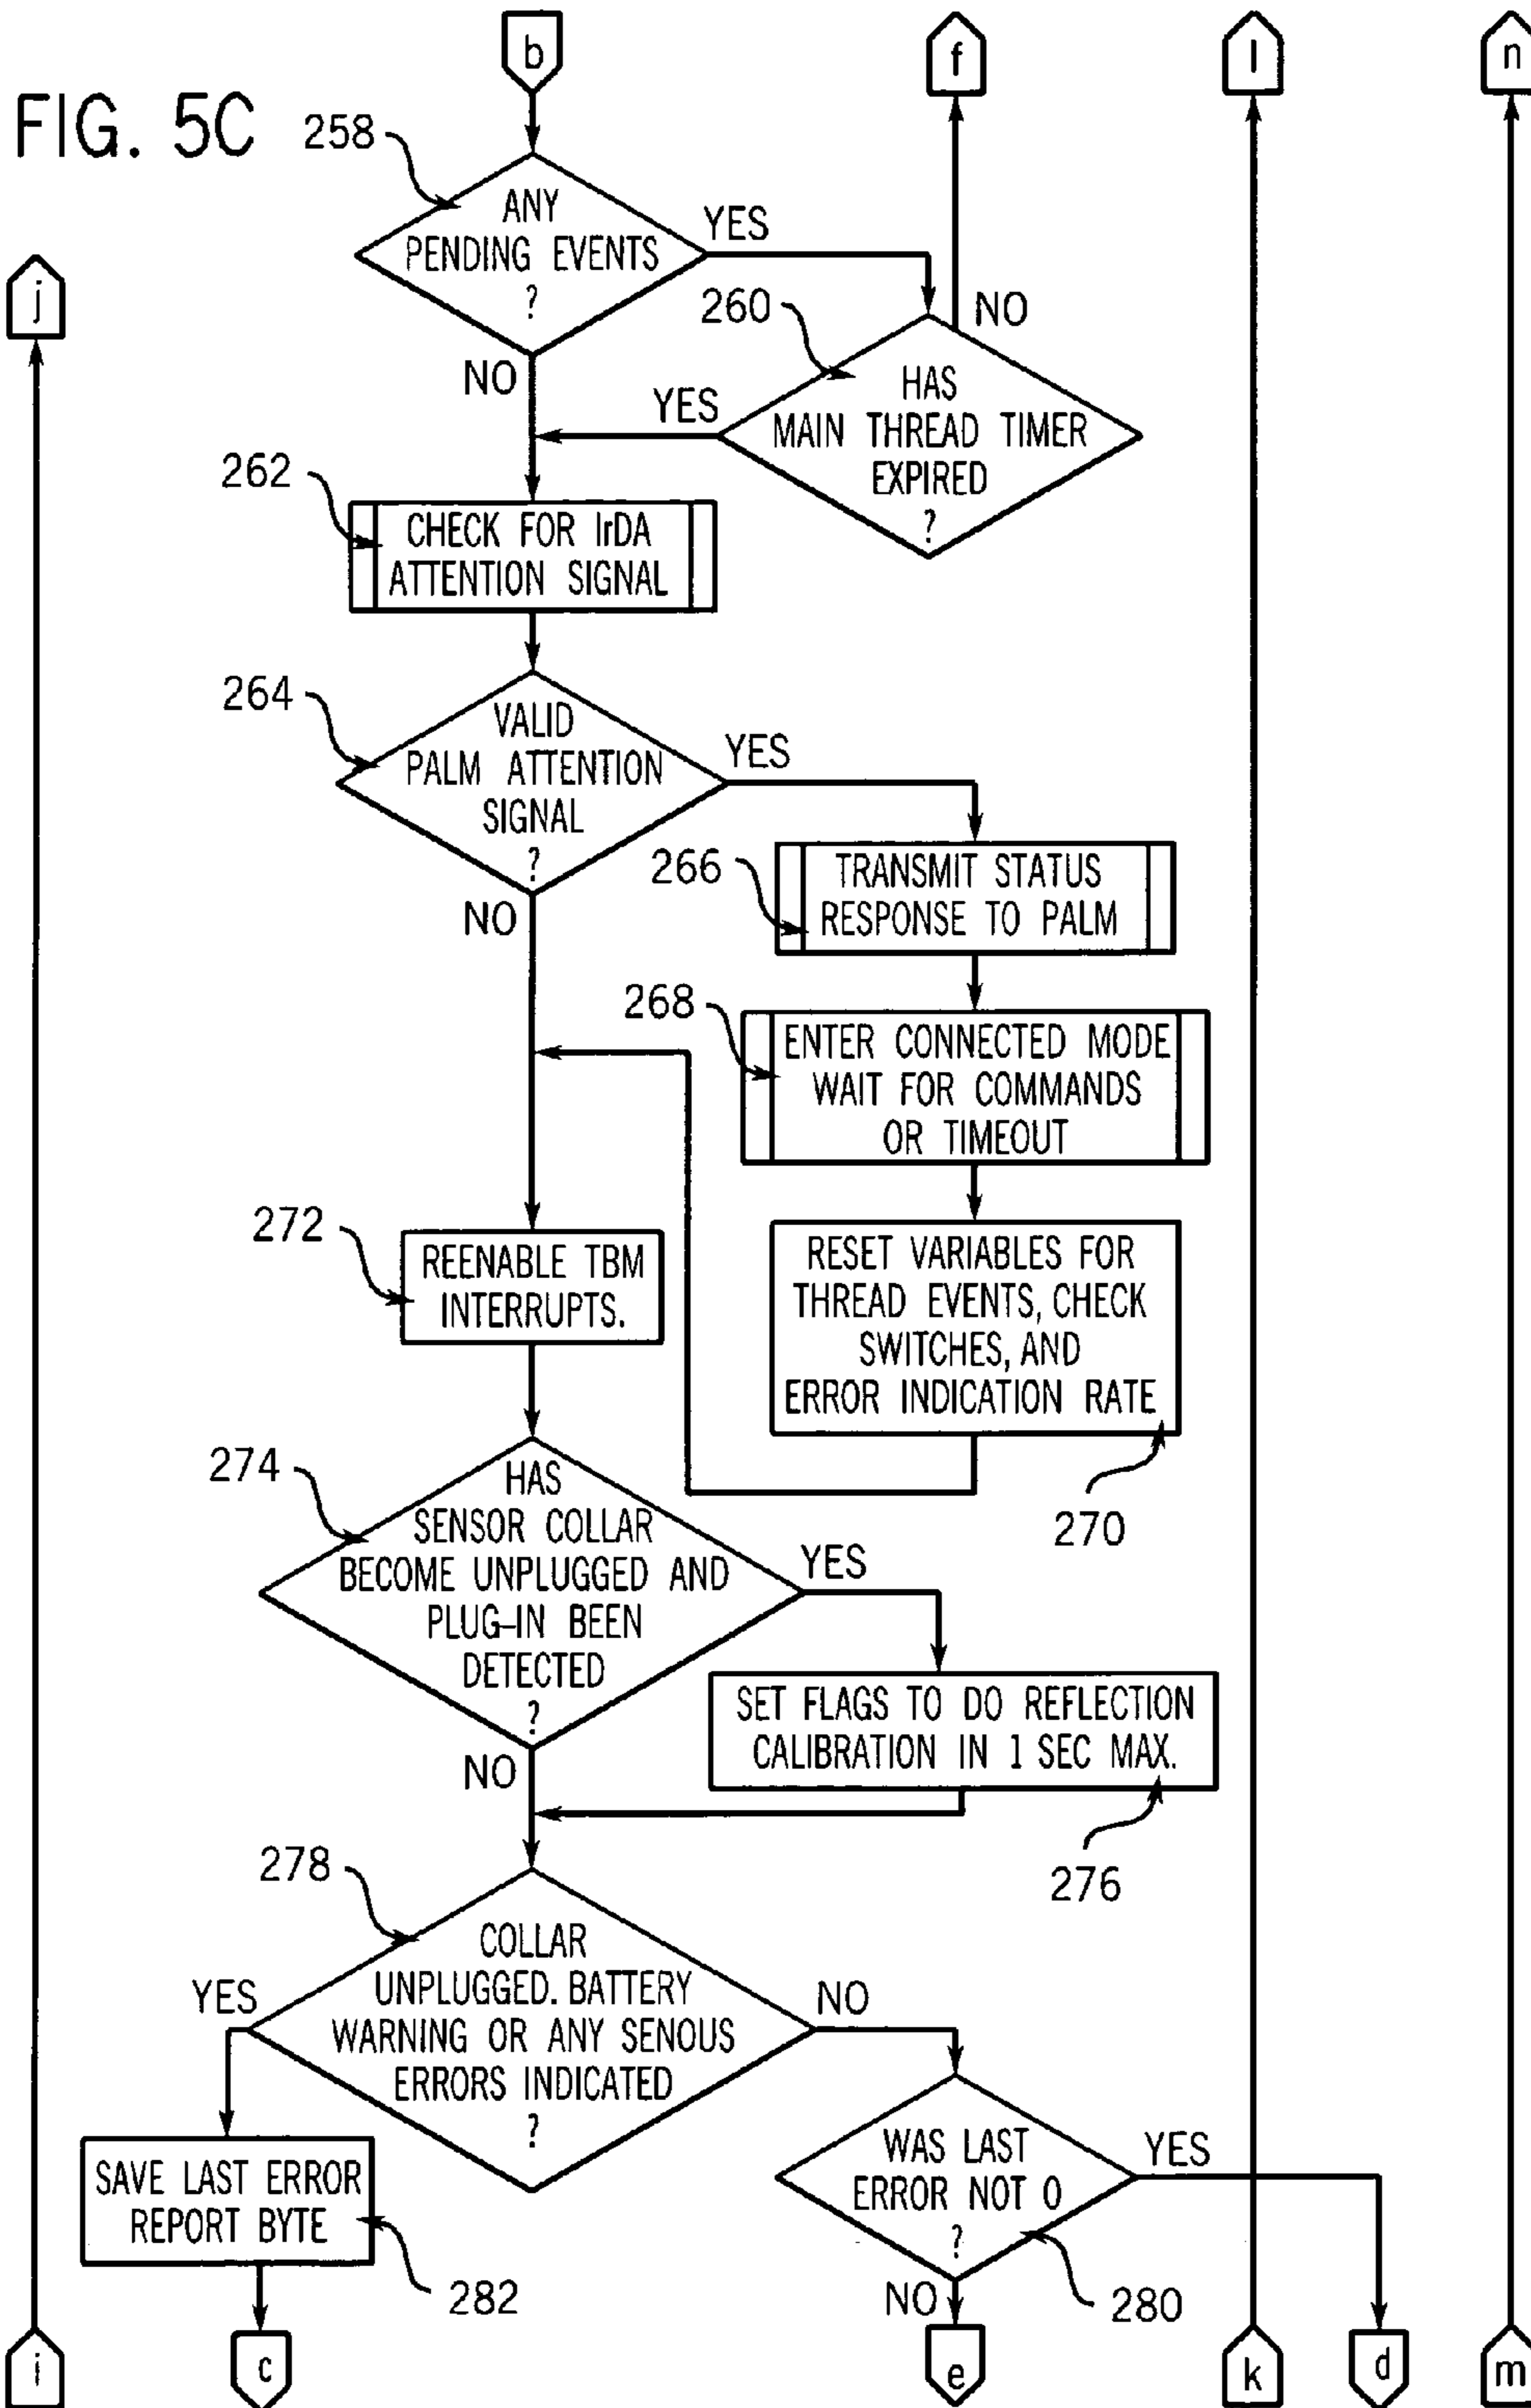 b
f
l
n
FIG. 5C
258
ANY
PENDING EVENTS
?
YES
j
260
NO
NO
HAS
MAIN THREAD TIMER
EXPIRED
?
YES
262
CHECK FOR IrDA
ATTENTION SIGNAL
264
VALID
PALM ATTENTION
SIGNAL
?
YES
NO
266
TRANSMIT STATUS
RESPONSE TO PALM
268
ENTER CONNECTED MODE
WAIT FOR COMMANDS
OR TIMEOUT
272
REENABLE TBM
INTERRUPTS.
RESET VARIABLES FOR
THREAD EVENTS, CHECK
SWITCHES, AND
ERROR INDICATION RATE
270
274
HAS
SENSOR COLLAR
BECOME UNPLUGGED AND
PLUG-IN BEEN
DETECTED
?
YES
NO
SET FLAGS TO DO REFLECTION
CALIBRATION IN 1 SEC MAX.
276
278
COLLAR
UNPLUGGED. BATTERY
WARNING OR ANY SENOUS
ERRORS INDICATED
?
YES
NO
SAVE LAST ERROR
REPORT BYTE
282
WAS LAST
ERROR NOT 0
?
YES
NO
280
i
c
e
k
d
m